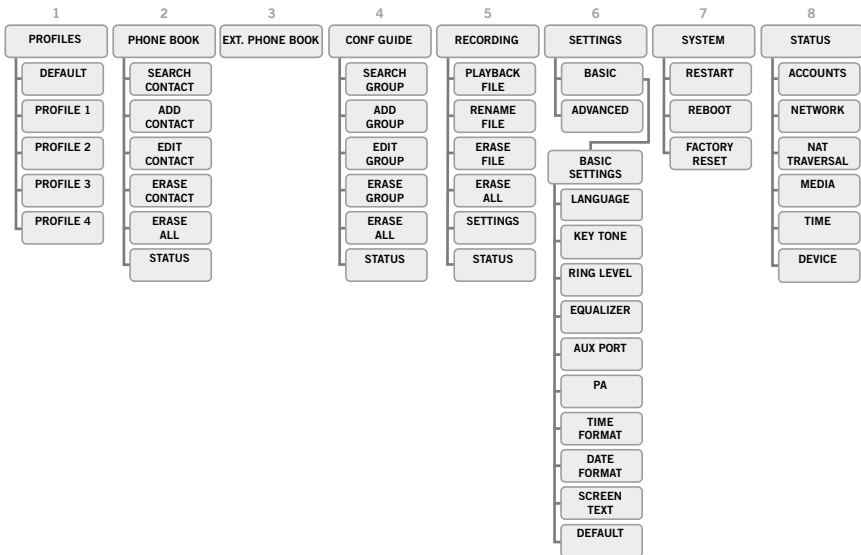 1
PROFILES
DEFAULT
PROFILE 1
PROFILE 2
PROFILE 3
PROFILE 4
2
PHONE BOOK
SEARCH
CONTACT
ADD
CONTACT
EDIT
CONTACT
ERASE
CONTACT
ERASE
ALL
STATUS
3
EXT. PHONE BOOK
4
CONF GUIDE
SEARCH
GROUP
ADD
GROUP
EDIT
GROUP
ERASE
GROUP
ERASE
ALL
STATUS
5
RECORDING
PLAYBACK
FILE
RENAME
FILE
ERASE
FILE
ERASE
ALL
SETTINGS
STATUS
6
SETTINGS
BASIC
ADVANCED
BASIC
SETTINGS
LANGUAGE
KEY TONE
RING LEVEL
EQUALIZER
AUX PORT
PA
TIME
FORMAT
DATE
FORMAT
SCREEN
TEXT
DEFAULT
7
SYSTEM
RESTART
REBOOT
FACTORY
RESET
8
STATUS
ACCOUNTS
NETWORK
NAT
TRAVERSAL
MEDIA
TIME
DEVICE